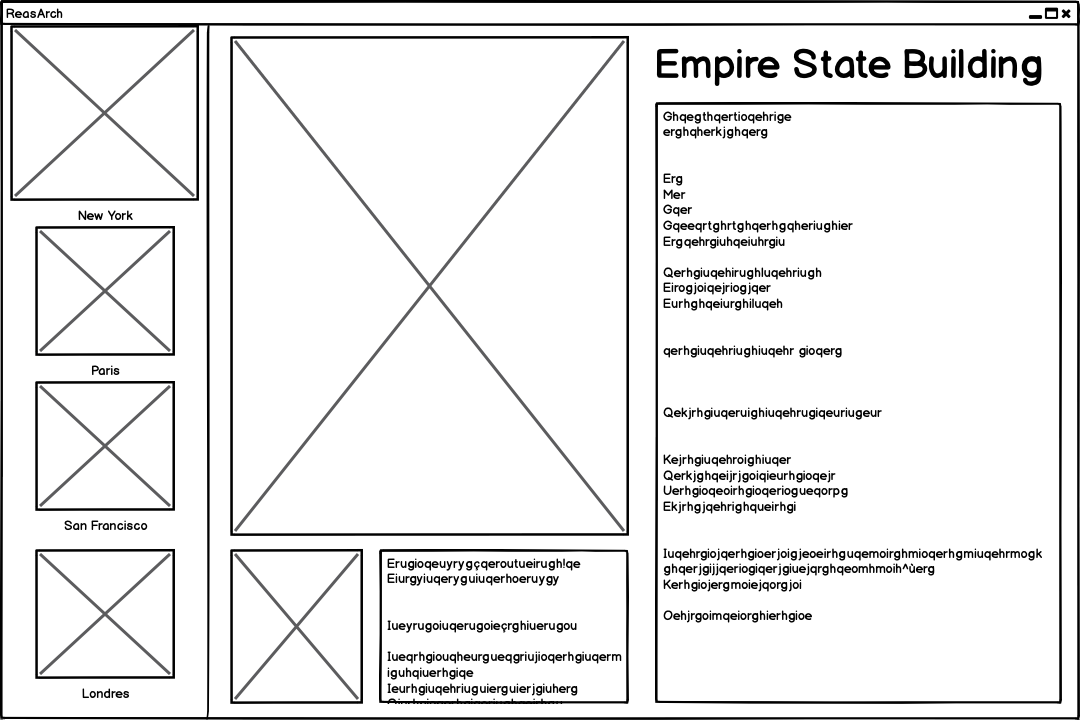 ReasArch
New York
Paris
San Francisco
Londres
Empire State Building
Ghqegthqertioqehrige
erghqherkjghqerg
Erg
Mer
Gqer
Gqeeqrtghrtghqerhgqheriughier
Ergqehrgiuhqeiuhrgiu
Qerhgiuqehirughluqehriugh
Eirogjoiqejriogjqer
Eurhghqeiurghiluqeh
qerhgiuqehriughiuqehr gioqerg
Qekjrhgiuqeruighiuqehrugiqeuriugeur
Kejrhgiuqehroighiuqer
Qerkjghqeijrjgoiqieurhgioqejr
Uerhgioqeoirhgioqeriogueqorpg
Ekjrhgjqehrighqueirhgi
Iuqehrgiojqerhgioerjoigjeoeirhguqemoirghmioqerhgmiuqehrmogk
ghqerjgijjqeriogiqerjgiuejqrghqeomhmoih^ùerg
Kerhgiojergmoiejqorgjoi
Oehjrgoimqeiorghierhgioe
Erugioqeuyrygçqeroutueirugh!qe
Eiurgyiuqeryguiuqerhoeruygy
Iueyrugoiuqerugoieçrghiuerugou
Iueqrhgiouqheurgueqgriujioqerhgiuqerm
iguhqiuerhgiqe
Ieurhgiuqehriuguierguierjgiuherg